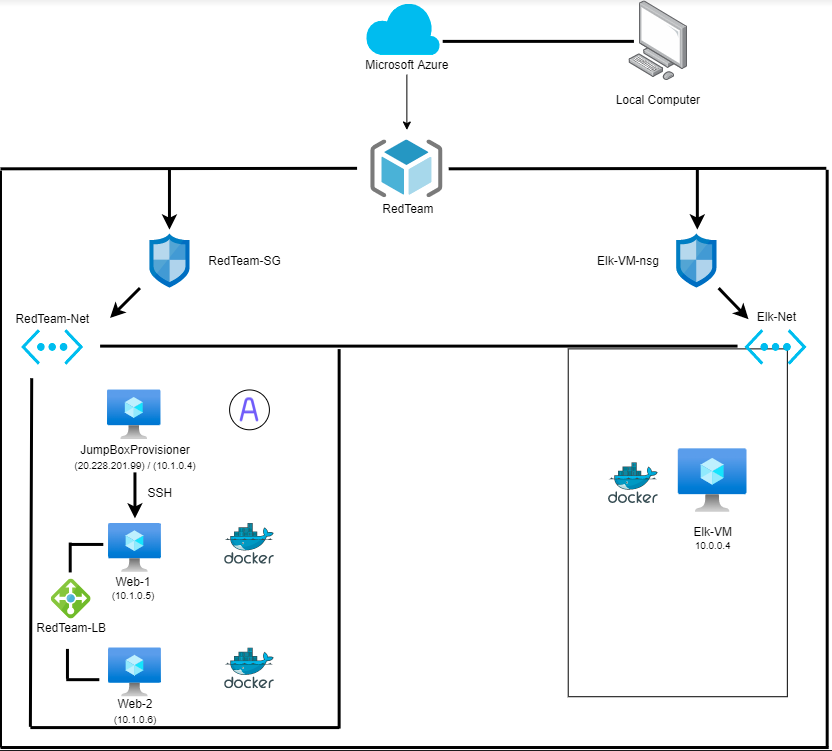 Microsoft Azure
Local Computer
RedTeam
RedTeam-SG
Elk-VM-nsg
RedTeam-Net
Elk-Net
A
JumpBoxProvisioner
(20.228.201.99) / (10.1.0.4)
SSH
docker
Elk-VM
10.0.0.4
docker
Web-1
(10.1.0.5)
RedTeam-LB
docker
Web-2
(10.1.0.6)